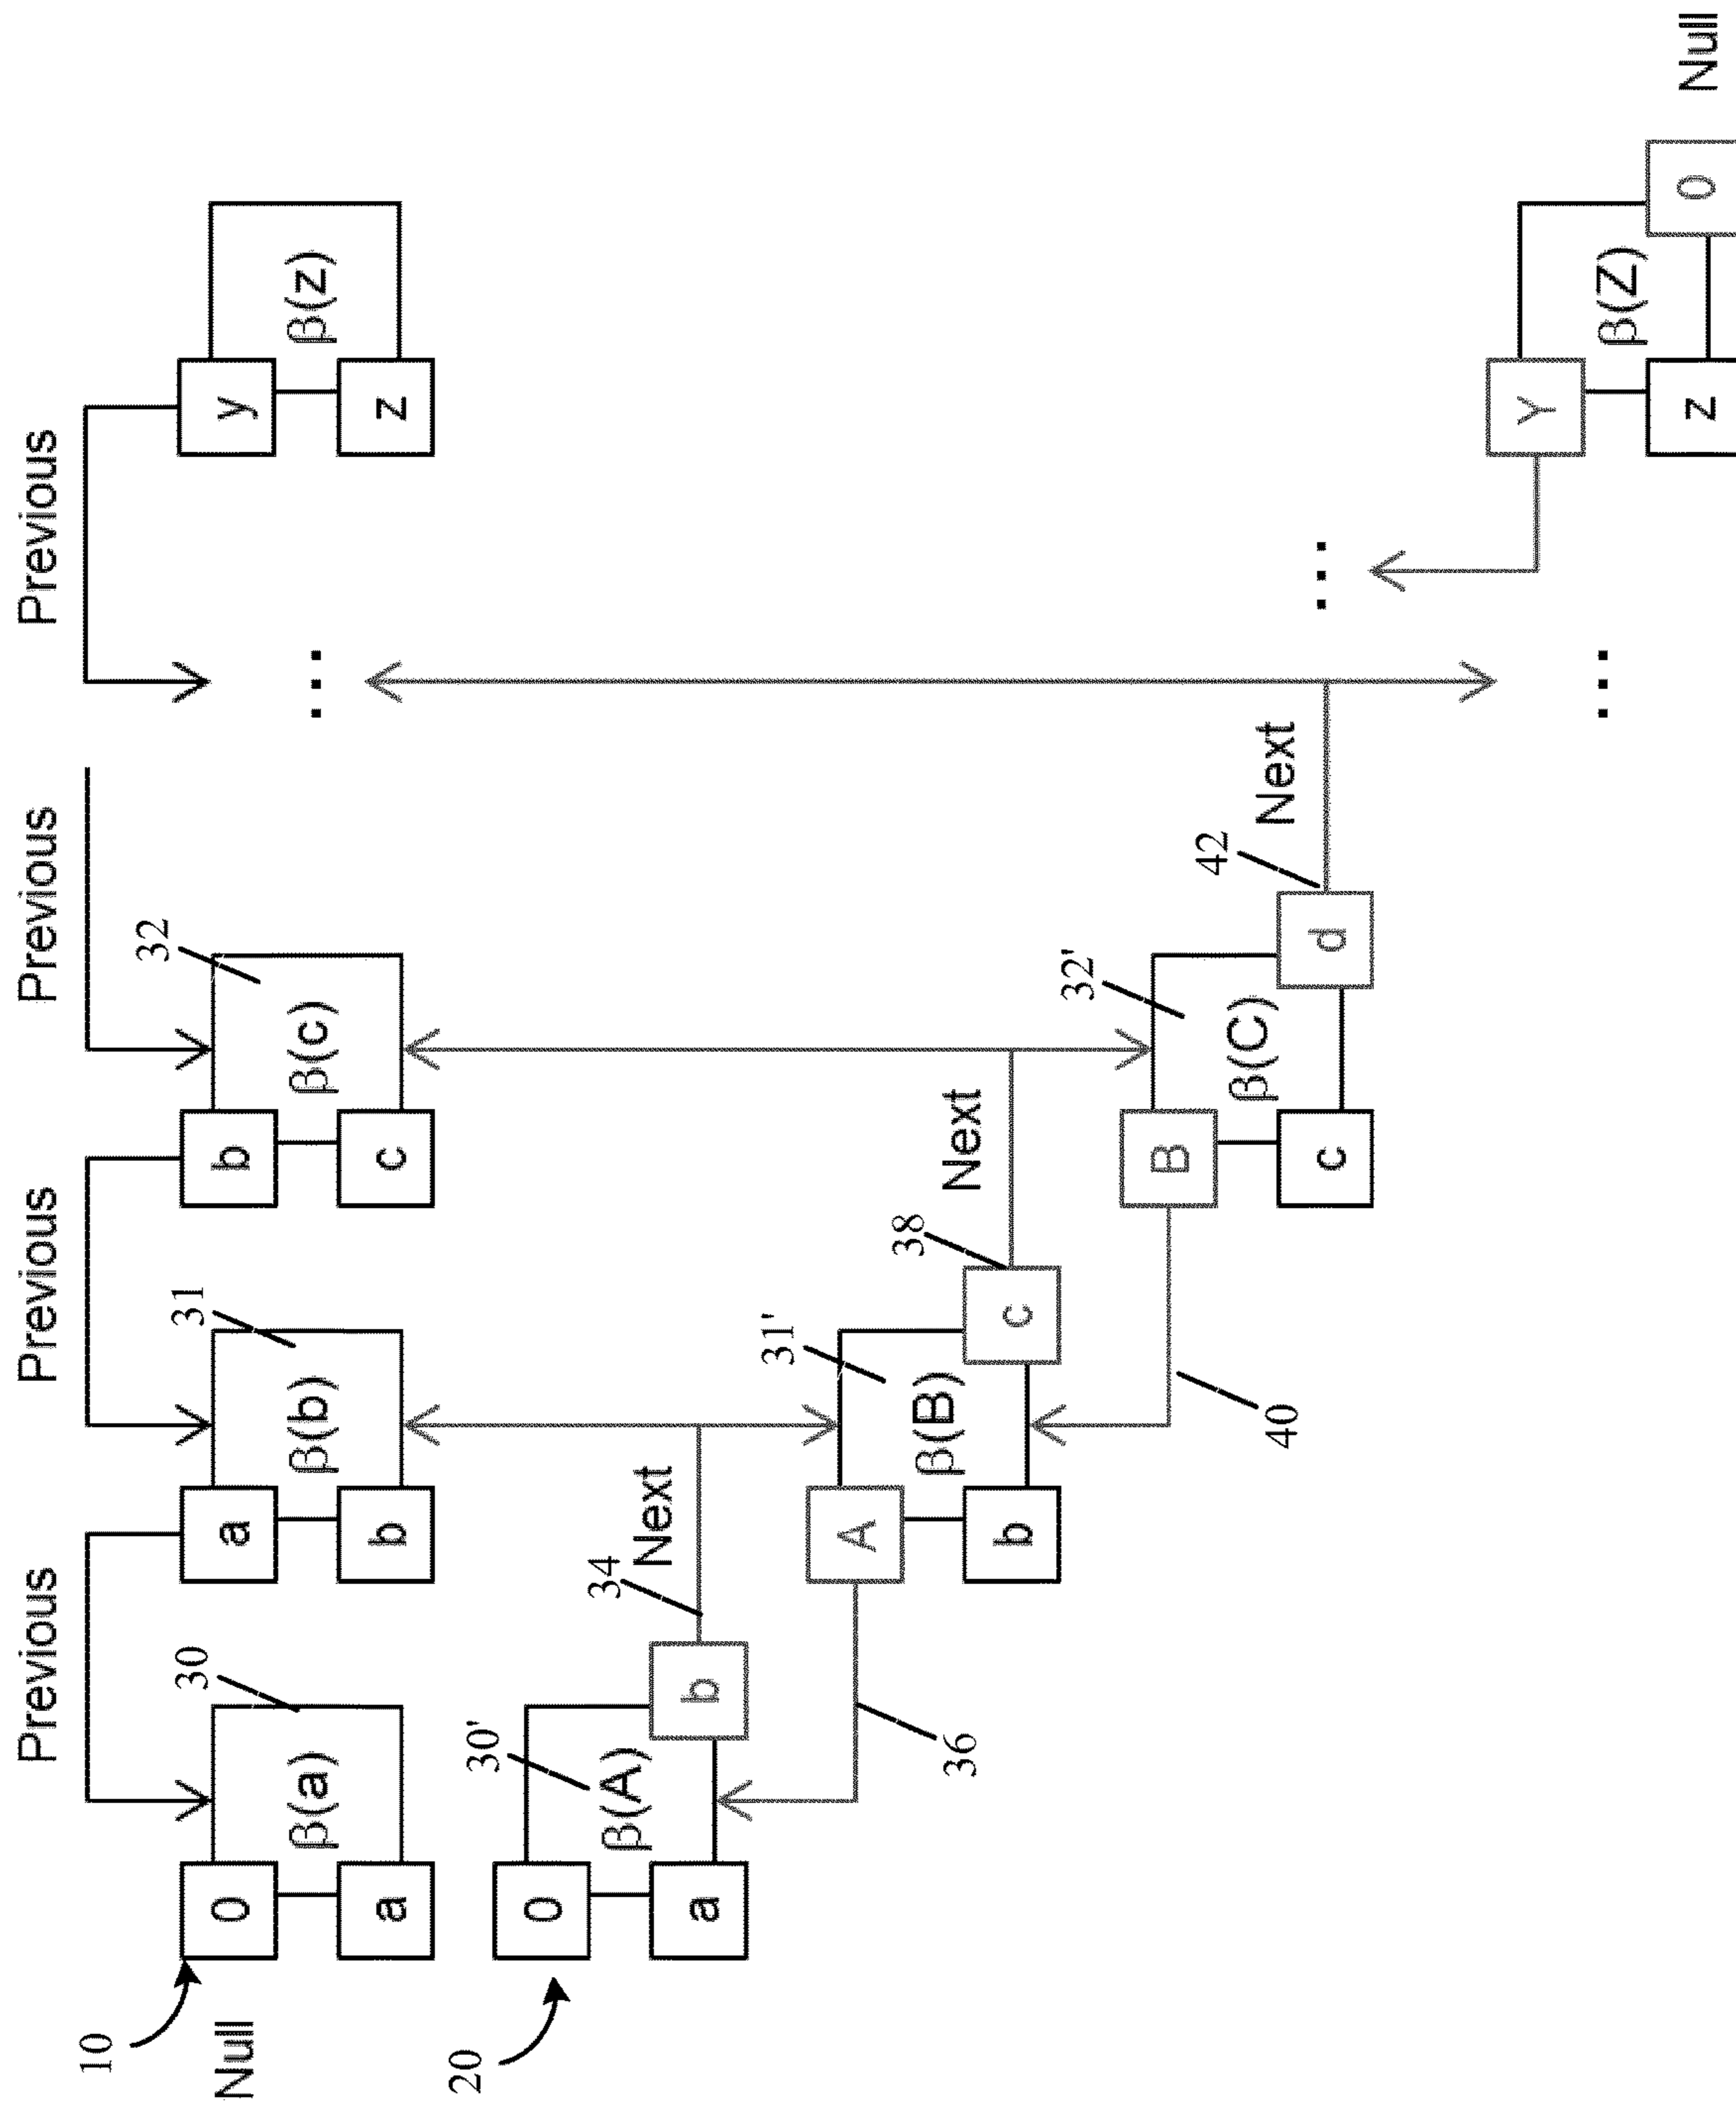 Previous Previous Previous Previous
10
32
30 31
Null 0 a b y
β(a) β(b) β(c) ... β(z)
a b c z
20 30'
0
34
β(A)
Next
a b
31'
A
38
β(B)
36 Next
b c
32'
B
42
β(C)
40 Next
c d ...
Y
... β(Z)
z 0 Null